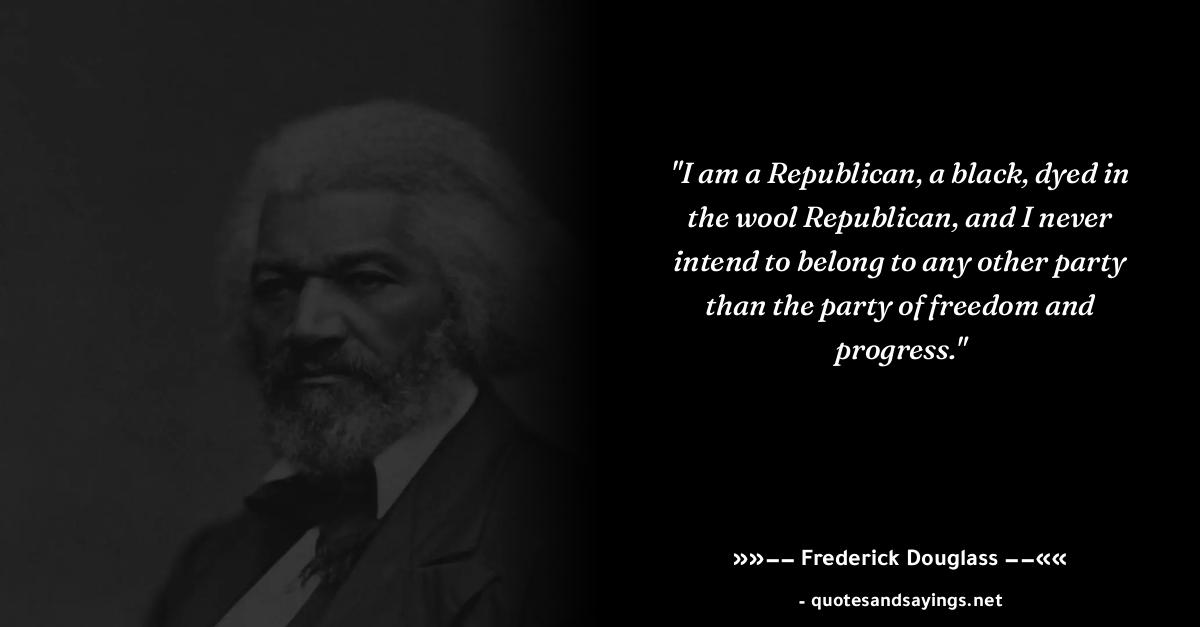 "I am a Republican, a black, dyed in
the wool Republican, and I never
intend to belong to any other party
than the party of freedom and
progress."
»»–– Frederick Douglass ––««
- quotesandsayings.net